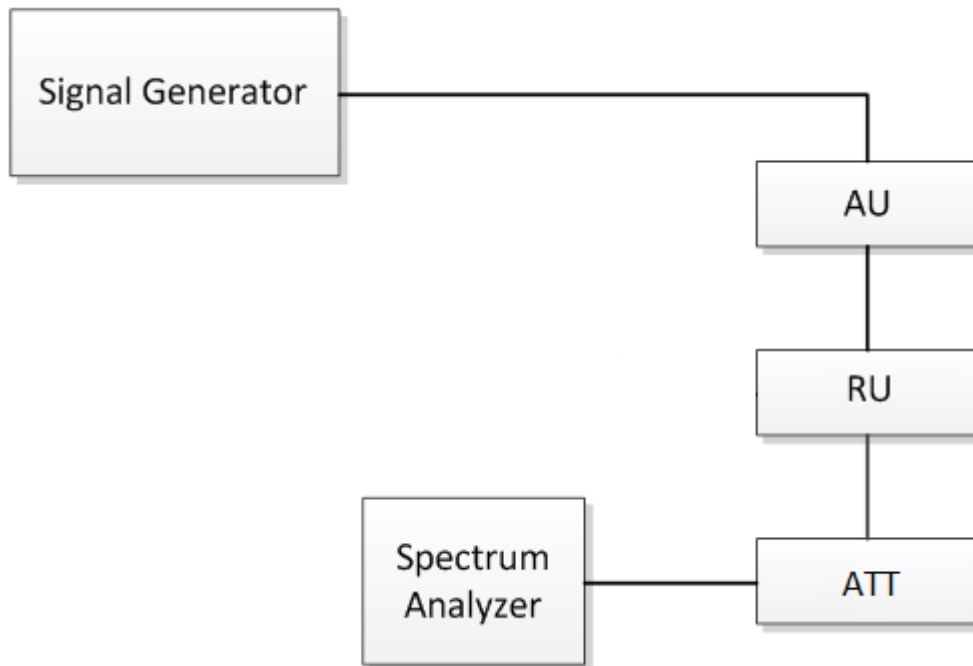 Signal Generator
AU
RU
Spectrum
Analyzer
ATT